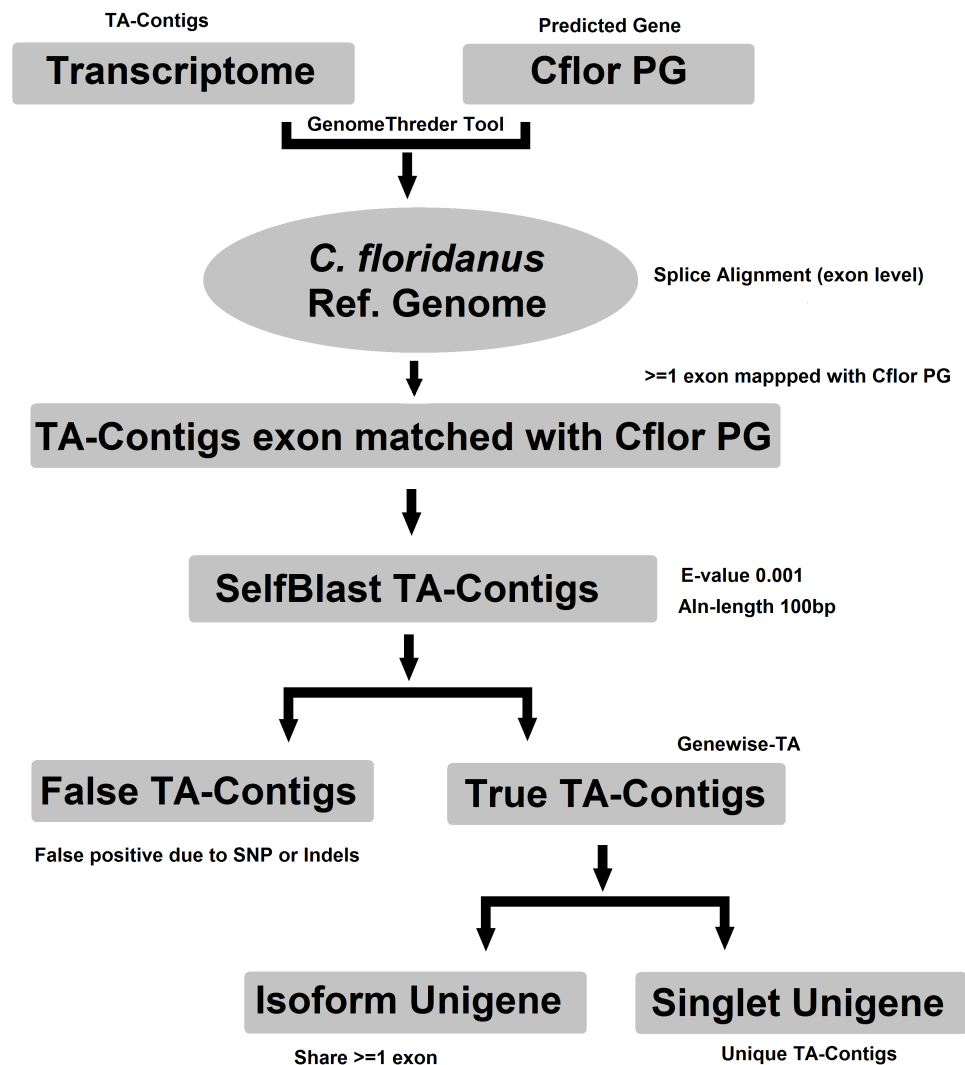 TA-Contigs
Predicted Gene
Transcriptome
Cflor PG
GenomeThreder Tool
C. floridanus
Ref. Genome
Splice Alignment (exon level)
>=1 exon mappped with Cflor PG
TA-Contigs exon matched with Cflor PG
SelfBlast TA-Contigs
E-value 0.001
Aln-length 100bp
Genewise-TA
False TA-Contigs
True TA-Contigs
False positive due to SNP or Indels
Isoform Unigene
Singlet Unigene
Share >=1 exon
Unique TA-Contigs